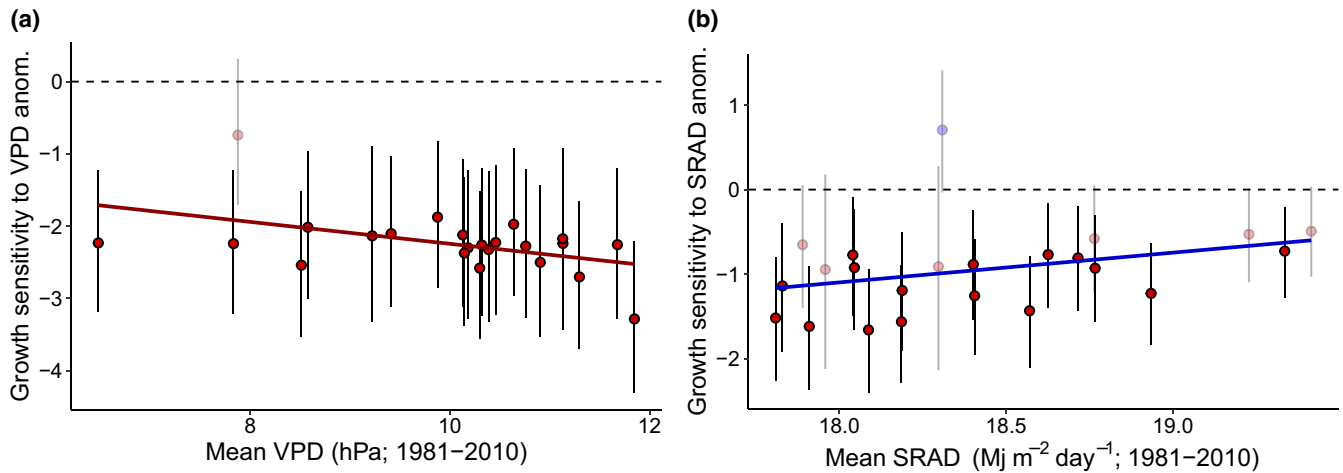 (a)
Growth sensitivity to VPD anom.
0
−1
−2
−3
−4
8
10
12
Mean VPD (hPa; 1981−2010)
(b)
Growth sensitivity to SRAD anom.
1
0
−1
−2
18.0
18.5
19.0
Mean SRAD (Mj m⁻² day⁻¹; 1981−2010)